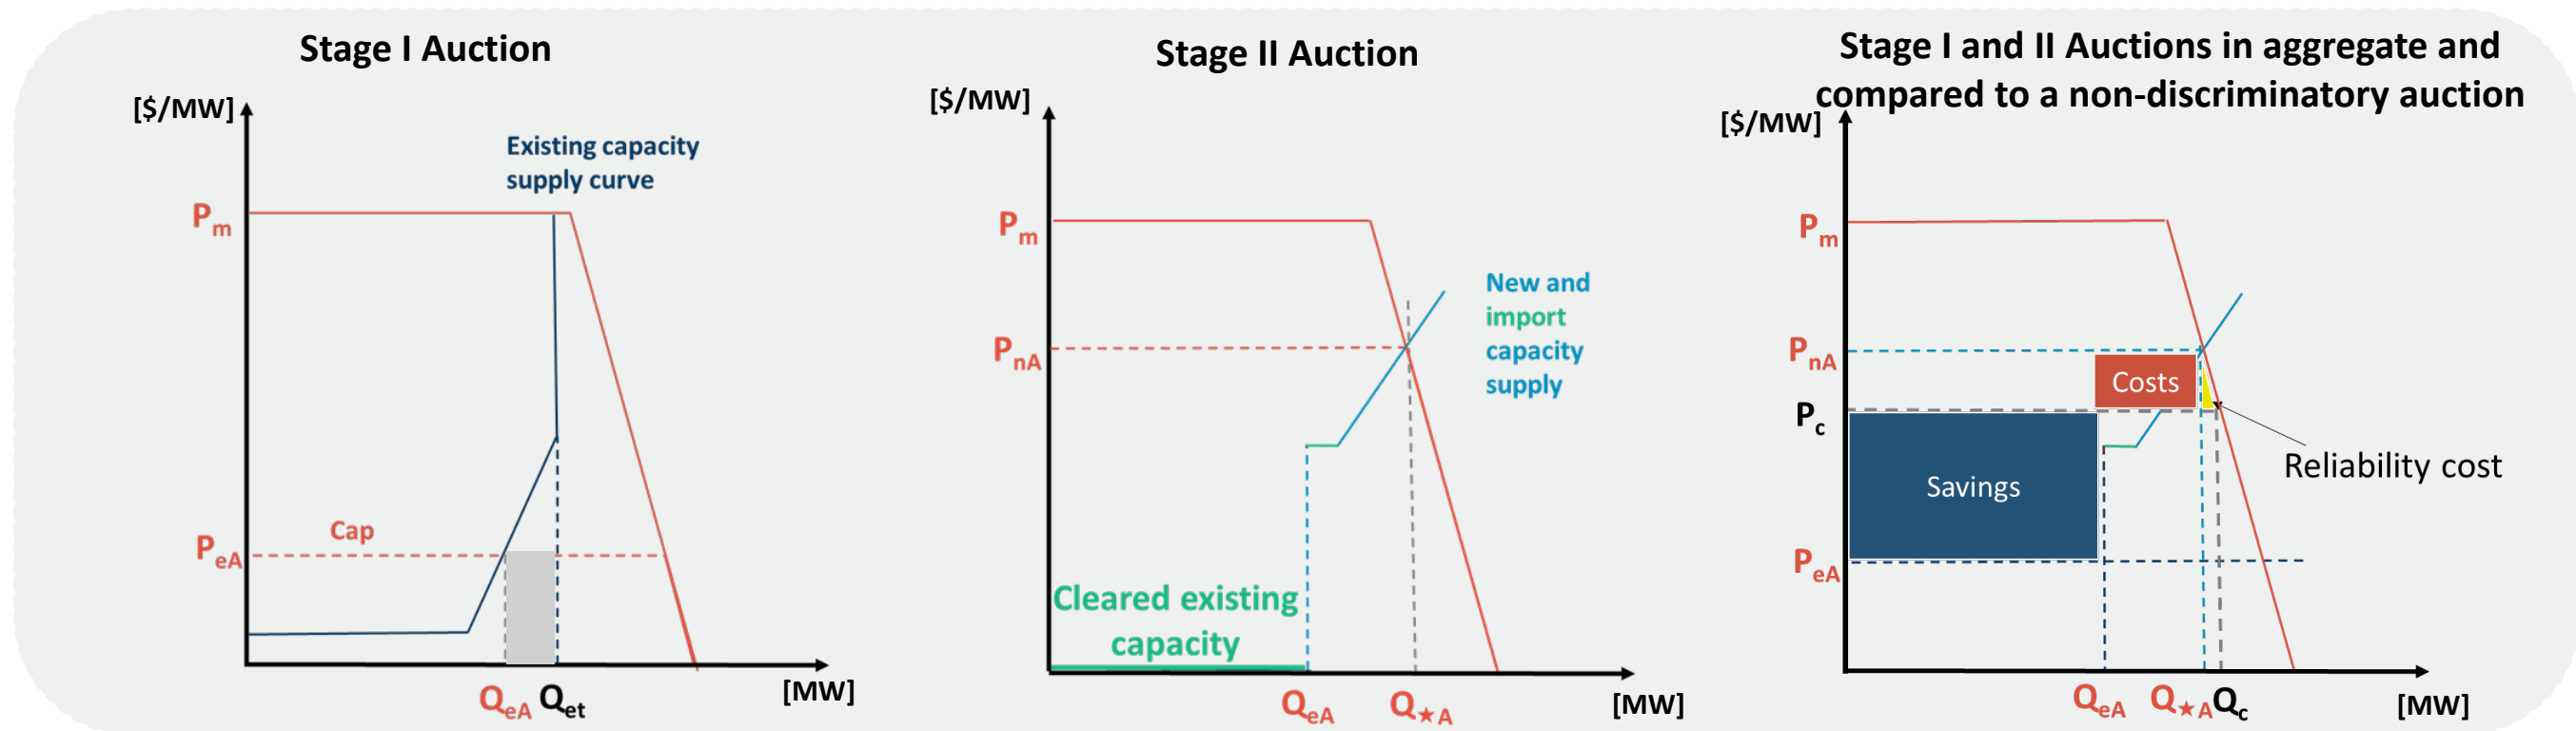 Stage I Auction
[$/MW]
Existing capacity
supply curve
Pm
Cap
PeA
QeA
Qet
[MW]
Stage II Auction
[$/MW]
Pm
PnA
New and
import
capacity
supply
Cleared existing
capacity
QeA
Q★A
[MW]
Stage I and II Auctions in aggregate and
compared to a non-discriminatory auction
[$/MW]
Pm
PnA
Costs
Pc
Reliability cost
Savings
PeA
QeA
Q★A
Qc
[MW]